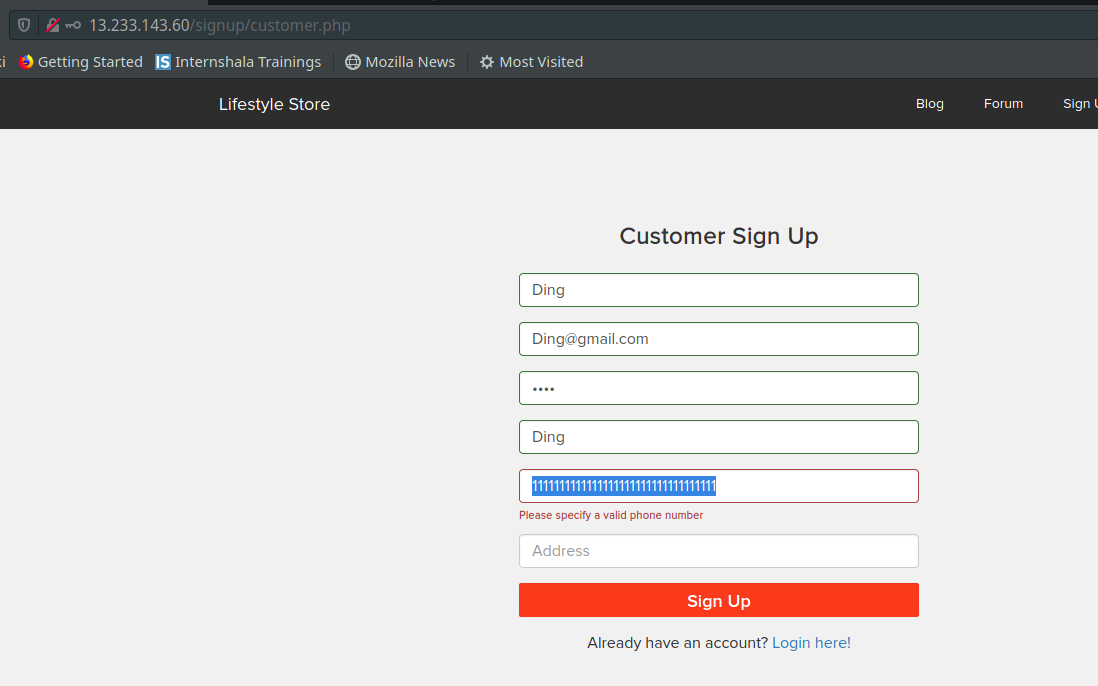 13.233.143.60/signup/customer.php
Getting Started Internshala Trainings Mozilla News Most Visited
Lifestyle Store Blog Forum Sign
Customer Sign Up
Ding
Ding@gmail.com
••••
Ding
Please specify a valid phone number
Address
Sign Up
Already have an account? Login here!